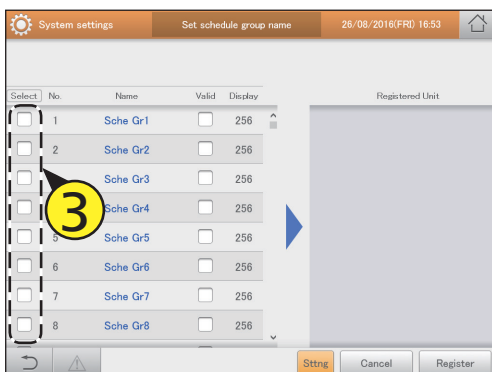 System settings Set schedule group name 26/08/2016(FRI) 16:53
Select No. Name Valid Display Registered Unit
1 Sche Gr1 256
2 Sche Gr2 256
Sche Gr3 256
3 Sche Gr4 256
5 Sche Gr5 256
6 Sche Gr6 256
7 Sche Gr7 256
8 Sche Gr8 256
Sttng Cancel Register